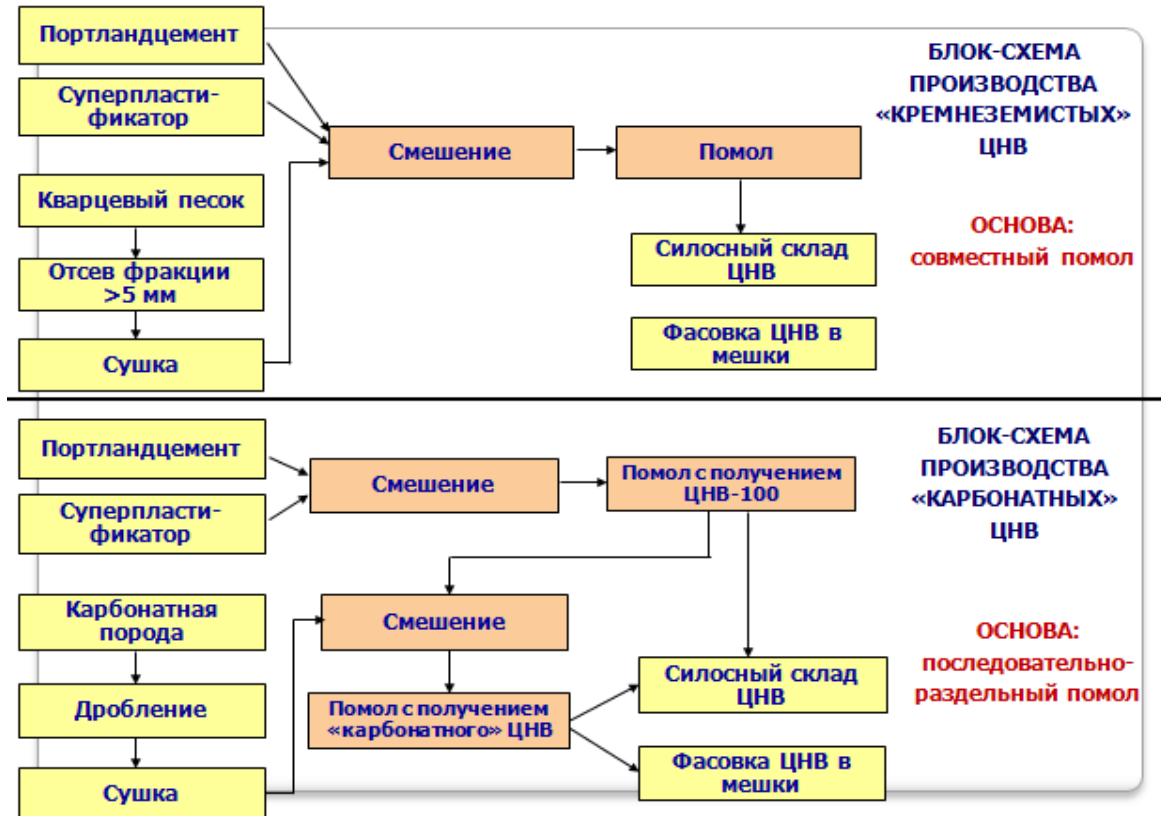 Портландцемент
Суперпласти-
фикатор
Кварцевый песок
Отсев фракции
>5 мм
Сушка
Смешение
Помол
Силосный склад
ЦНВ
Фасовка ЦНВ в
мешки
БЛОК-СХЕМА
ПРОИЗВОДСТВА
«КРЕМНЕЗЕМИСТЫХ»
ЦНВ
ОСНОВА:
совместный помол
Портландцемент
Суперпласти-
фикатор
Карбонатная
порода
Дробление
Сушка
Смешение
Помол с получением
ЦНВ-100
Смешение
Помол с получением
«карбонатного» ЦНВ
Силосный склад
ЦНВ
Фасовка ЦНВ в
мешки
БЛОК-СХЕМА
ПРОИЗВОДСТВА
«КАРБОНАТНЫХ»
ЦНВ
ОСНОВА:
последовательно-
раздельный помол